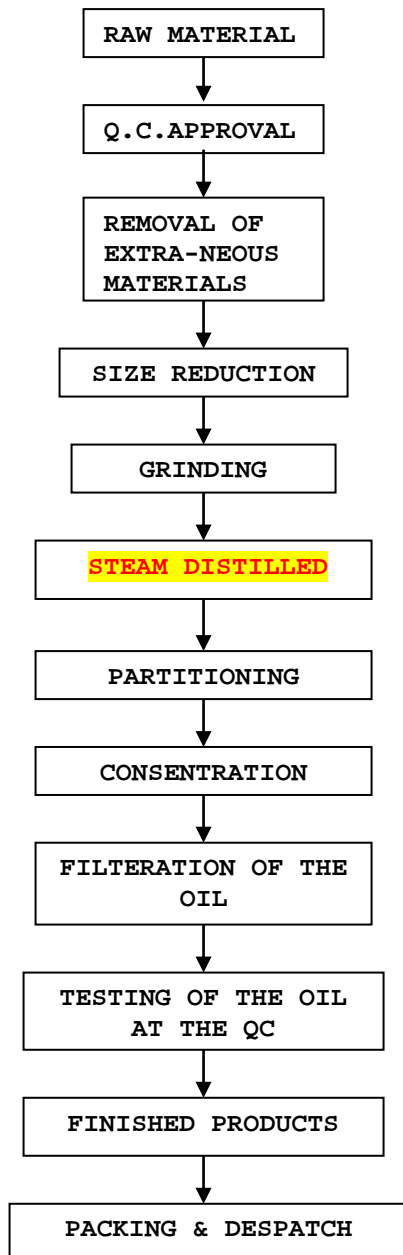 RAW MATERIAL
Q.C.APPROVAL
REMOVAL OF
EXTRA-NEOUS
MATERIALS
SIZE REDUCTION
GRINDING
STEAM DISTILLED
PARTITIONING
CONSENTRATION
FILTERATION OF THE
OIL
TESTING OF THE OIL
AT THE QC
FINISHED PRODUCTS
PACKING & DESPATCH